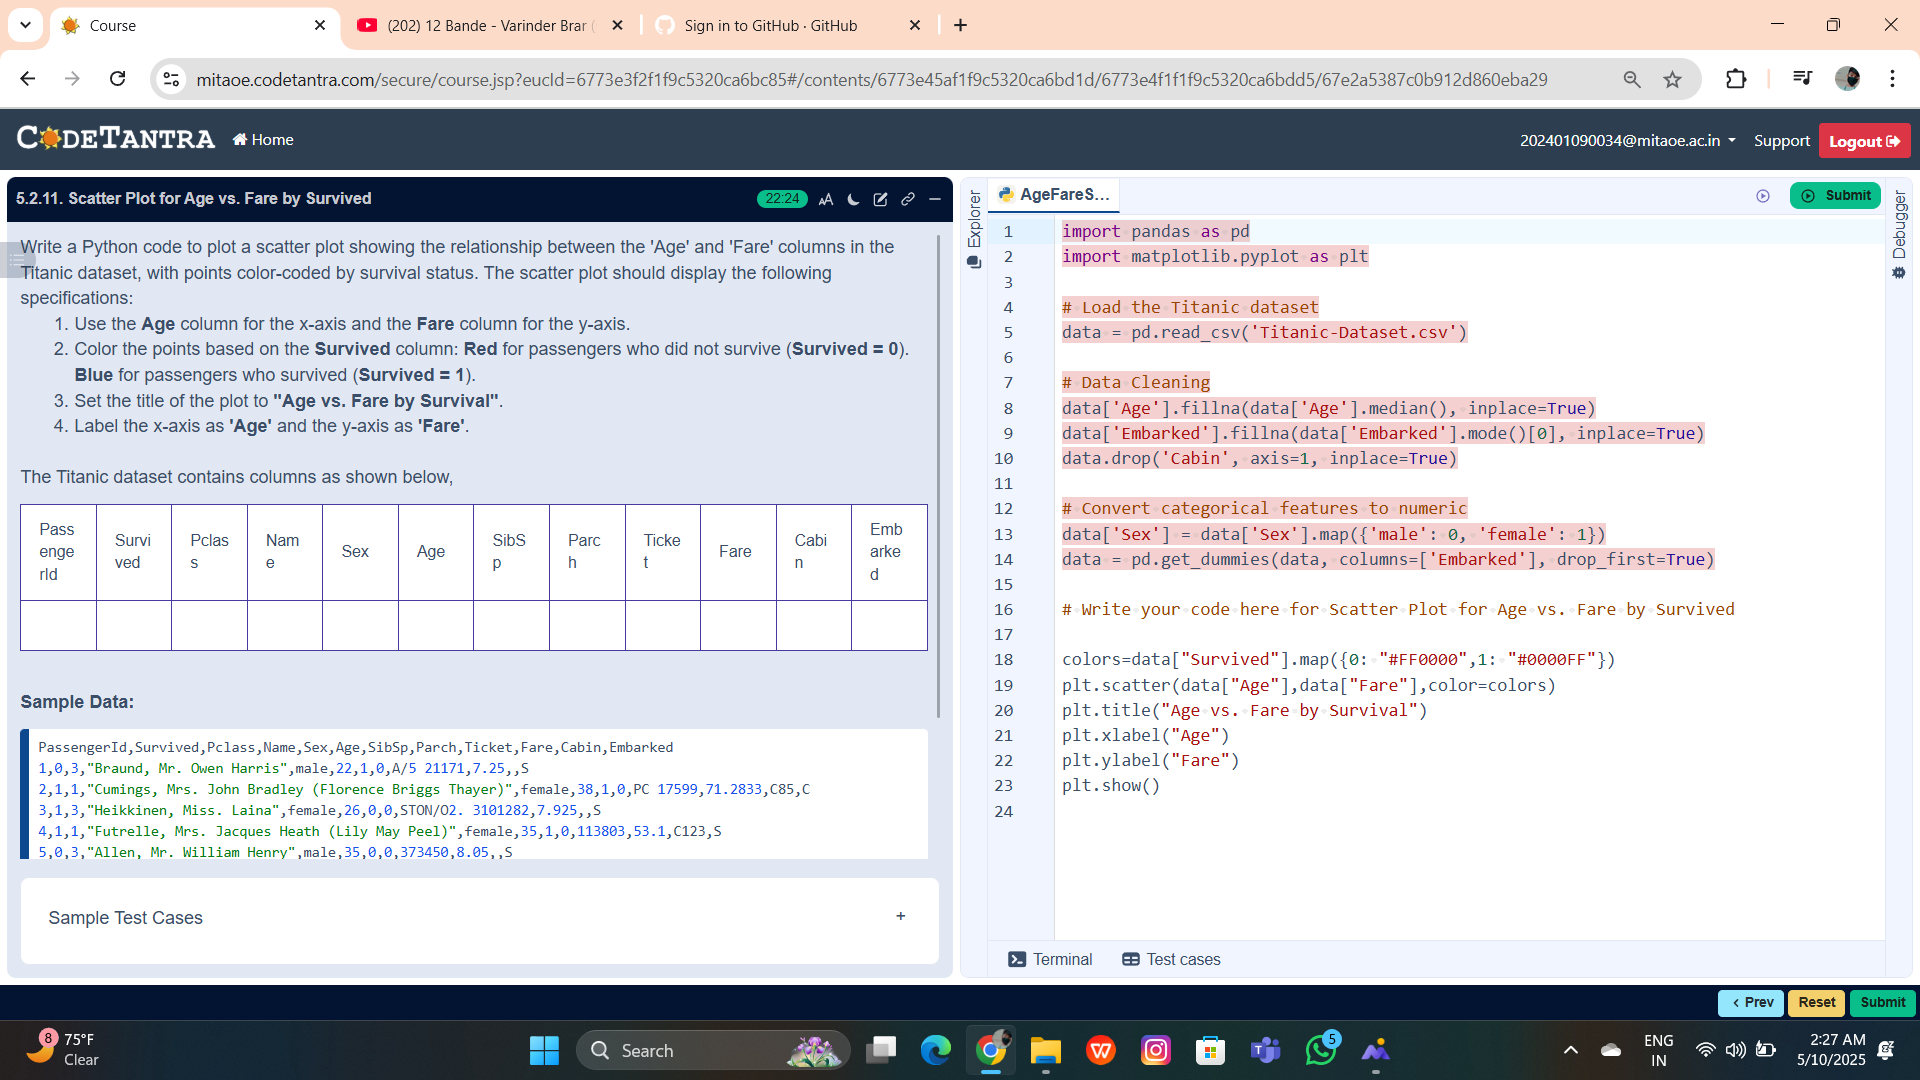 Course
(202) 12 Bande - Varinder Brar (
Sign in to GitHub · GitHub
mitaoe.codetantra.com/secure/course.jsp?eucId=6773e3f2f1f9c5320ca6bc85#/contents/6773e45af1f9c5320ca6bd1d/6773e4f1f1f9c5320ca6bdd5/67e2a5387c0b912d860eba29
CODETANTRA
Home
202401090034@mitaoe.ac.in
Support
Logout
5.2.11. Scatter Plot for Age vs. Fare by Survived
22:24
AA
Write a Python code to plot a scatter plot showing the relationship between the 'Age' and 'Fare' columns in the
Titanic dataset, with points color-coded by survival status. The scatter plot should display the following
specifications:
1. Use the Age column for the x-axis and the Fare column for the y-axis.
2. Color the points based on the Survived column: Red for passengers who did not survive (Survived = 0).
Blue for passengers who survived (Survived = 1).
3. Set the title of the plot to "Age vs. Fare by Survival".
4. Label the x-axis as 'Age' and the y-axis as 'Fare'.
The Titanic dataset contains columns as shown below,
Pass
enge
rId
Survi
ved
Pclas
s
Nam
e
Sex
Age
SibS
p
Parc
h
Ticke
t
Fare
Cabi
n
Emb
arke
d
Sample Data:
PassengerId,Survived,Pclass,Name,Sex,Age,SibSp,Parch,Ticket,Fare,Cabin,Embarked
1,0,3,"Braund, Mr. Owen Harris",male,22,1,0,A/5 21171,7.25,,S
2,1,1,"Cumings, Mrs. John Bradley (Florence Briggs Thayer)",female,38,1,0,PC 17599,71.2833,C85,C
3,1,3,"Heikkinen, Miss. Laina",female,26,0,0,STON/O2. 3101282,7.925,,S
4,1,1,"Futrelle, Mrs. Jacques Heath (Lily May Peel)",female,35,1,0,113803,53.1,C123,S
5,0,3,"Allen, Mr. William Henry",male,35,0,0,373450,8.05,,S
Sample Test Cases
+
Explorer
AgeFareS...
Submit
Debugger
1 import pandas as pd
2 import matplotlib.pyplot as plt
3
4 # Load the Titanic dataset
5 data = pd.read_csv('Titanic-Dataset.csv')
6
7 # Data Cleaning
8 data['Age'].fillna(data['Age'].median(), inplace=True)
9 data['Embarked'].fillna(data['Embarked'].mode()[0], inplace=True)
10 data.drop('Cabin', axis=1, inplace=True)
11
12 # Convert categorical features to numeric
13 data['Sex'] = data['Sex'].map({'male': 0, 'female': 1})
14 data = pd.get_dummies(data, columns=['Embarked'], drop_first=True)
15
16 # Write your code here for Scatter Plot for Age vs. Fare by Survived
17
18 colors=data["Survived"].map({0: "#FF0000",1: "#0000FF"})
19 plt.scatter(data["Age"],data["Fare"],color=colors)
20 plt.title("Age vs. Fare by Survival")
21 plt.xlabel("Age")
22 plt.ylabel("Fare")
23 plt.show()
24
Terminal
Test cases
< Prev
Reset
Submit
8
75°F
Clear
Search
5
ENG
IN
2:27 AM
5/10/2025